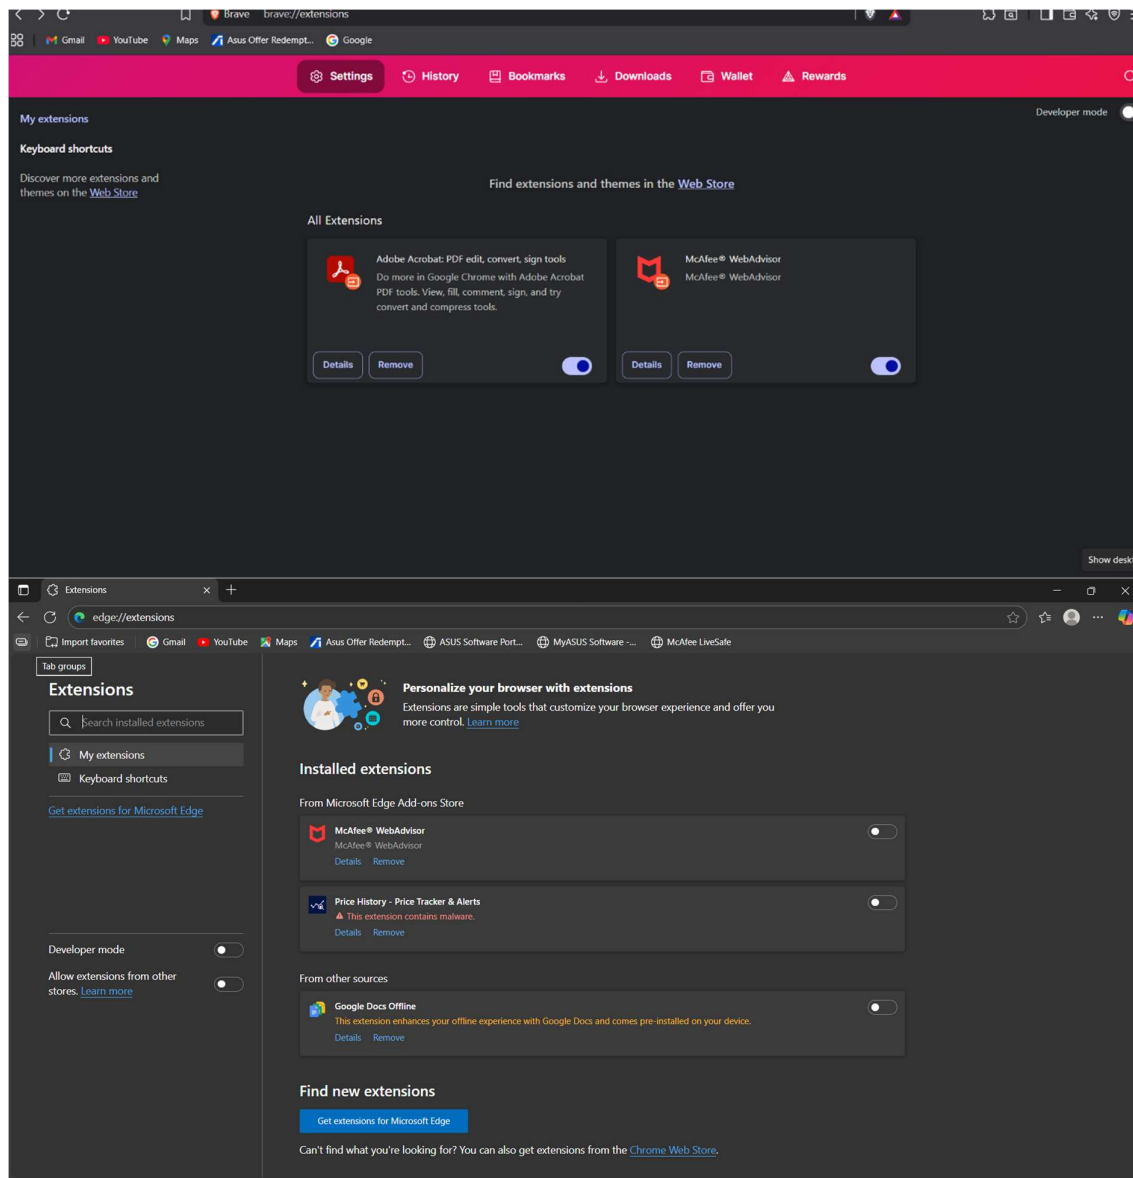 Brave brave://extensions
Gmail YouTube Maps Asus Offer Redempt... Google
Settings History Bookmarks Downloads Wallet Rewards
My extensions
Developer mode
Keyboard shortcuts
Discover more extensions and
themes on the Web Store
Find extensions and themes in the Web Store
All Extensions
Adobe Acrobat: PDF edit, convert, sign tools
Do more in Google Chrome with Adobe Acrobat
PDF tools. View, fill, comment, sign, and try
convert and compress tools.
Details Remove
McAfee® WebAdvisor
McAfee® WebAdvisor
Details Remove
Show desk
Extensions
edge://extensions
Import favorites Gmail YouTube Maps Asus Offer Redempt... ASUS Software Port... MyASUS Software -... McAfee LiveSafe
Tab groups
Extensions
Search installed extensions
My extensions
Keyboard shortcuts
Get extensions for Microsoft Edge
Developer mode
Allow extensions from other
stores. Learn more
Personalize your browser with extensions
Extensions are simple tools that customize your browser experience and offer you
more control. Learn more
Installed extensions
From Microsoft Edge Add-ons Store
McAfee® WebAdvisor
McAfee® WebAdvisor
Details Remove
Price History - Price Tracker & Alerts
This extension contains malware.
Details Remove
From other sources
Google Docs Offline
This extension enhances your offline experience with Google Docs and comes pre-installed on your device.
Details Remove
Find new extensions
Get extensions for Microsoft Edge
Can't find what you're looking for? You can also get extensions from the Chrome Web Store.